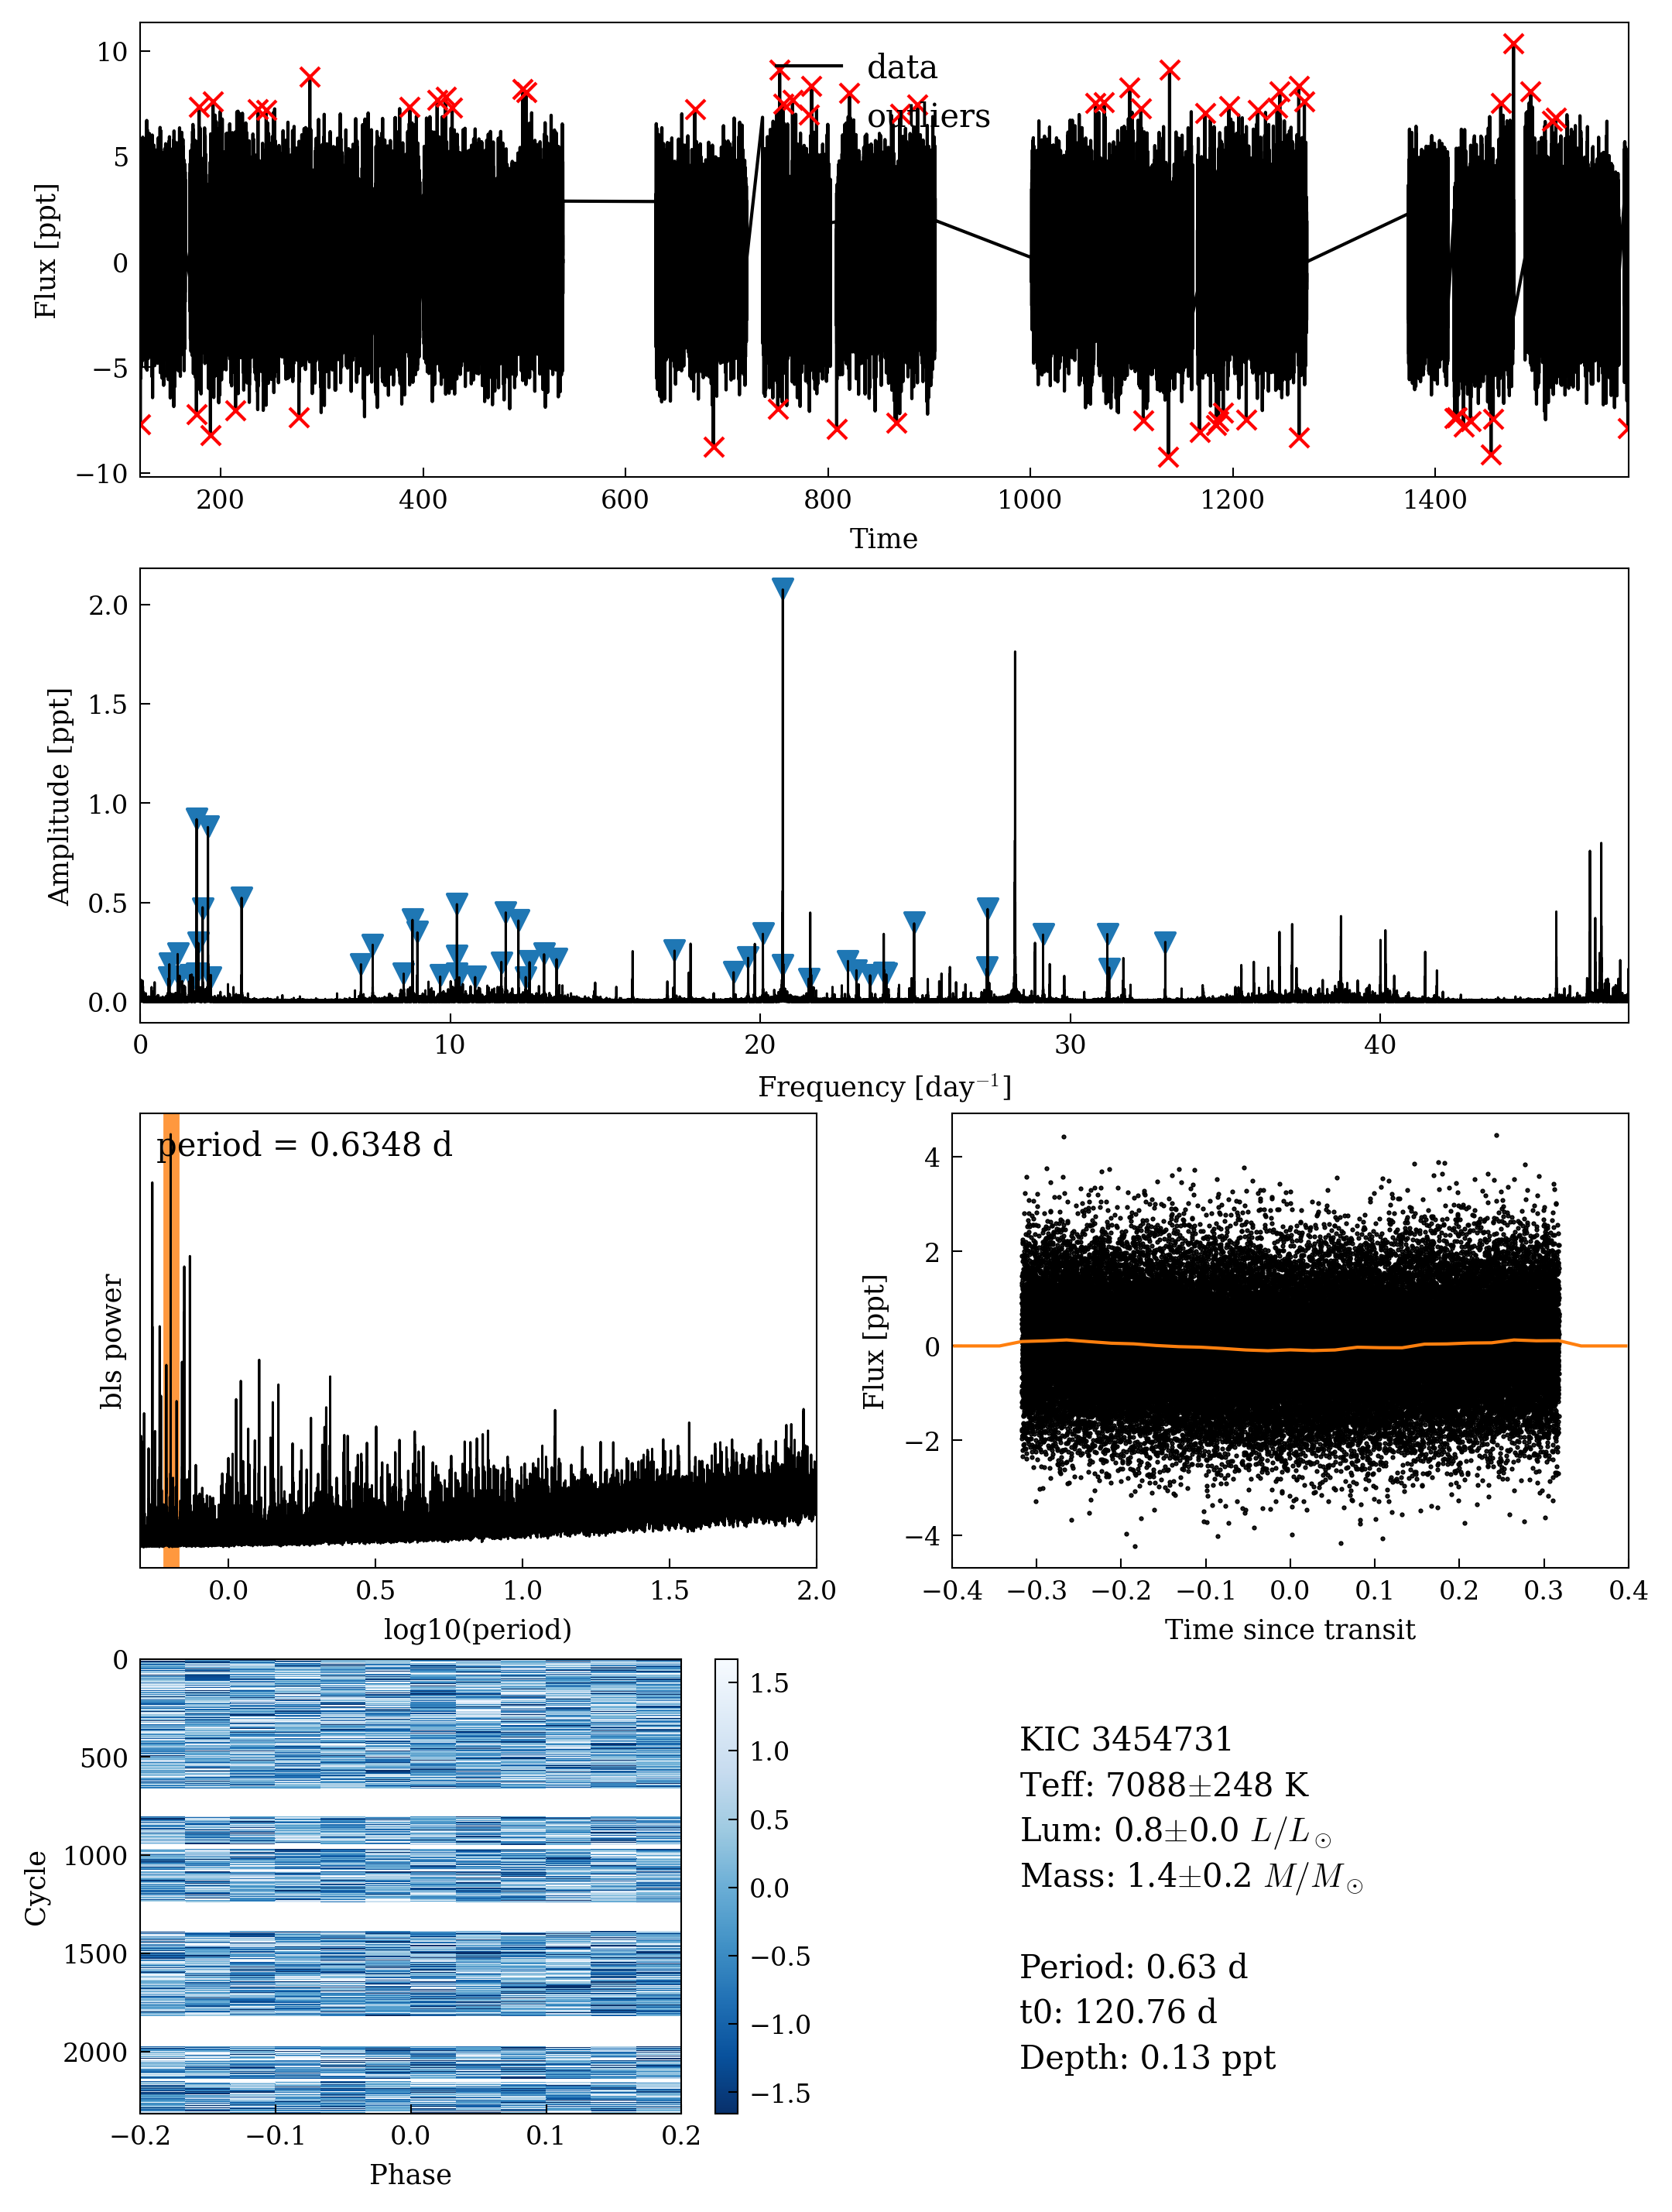 10
5
0
−5
−10
Flux [ppt]
data
outliers
200 400 600 800 1000 1200 1400
Time
2.0
1.5
1.0
0.5
0.0
Amplitude [ppt]
0 10 20 30 40
Frequency [day⁻¹]
period = 0.6348 d
bls power
0.0 0.5 1.0 1.5 2.0
log10(period)
4
2
0
−2
−4
Flux [ppt]
−0.4 −0.3 −0.2 −0.1 0.0 0.1 0.2 0.3 0.4
Time since transit
0
500
1000
1500
2000
Cycle
−0.2 −0.1 0.0 0.1 0.2
Phase
1.5
1.0
0.5
0.0
−0.5
−1.0
−1.5
KIC 3454731
Teff: 7088±248 K
Lum: 0.8±0.0 L/L⊙
Mass: 1.4±0.2 M/M⊙
Period: 0.63 d
t0: 120.76 d
Depth: 0.13 ppt